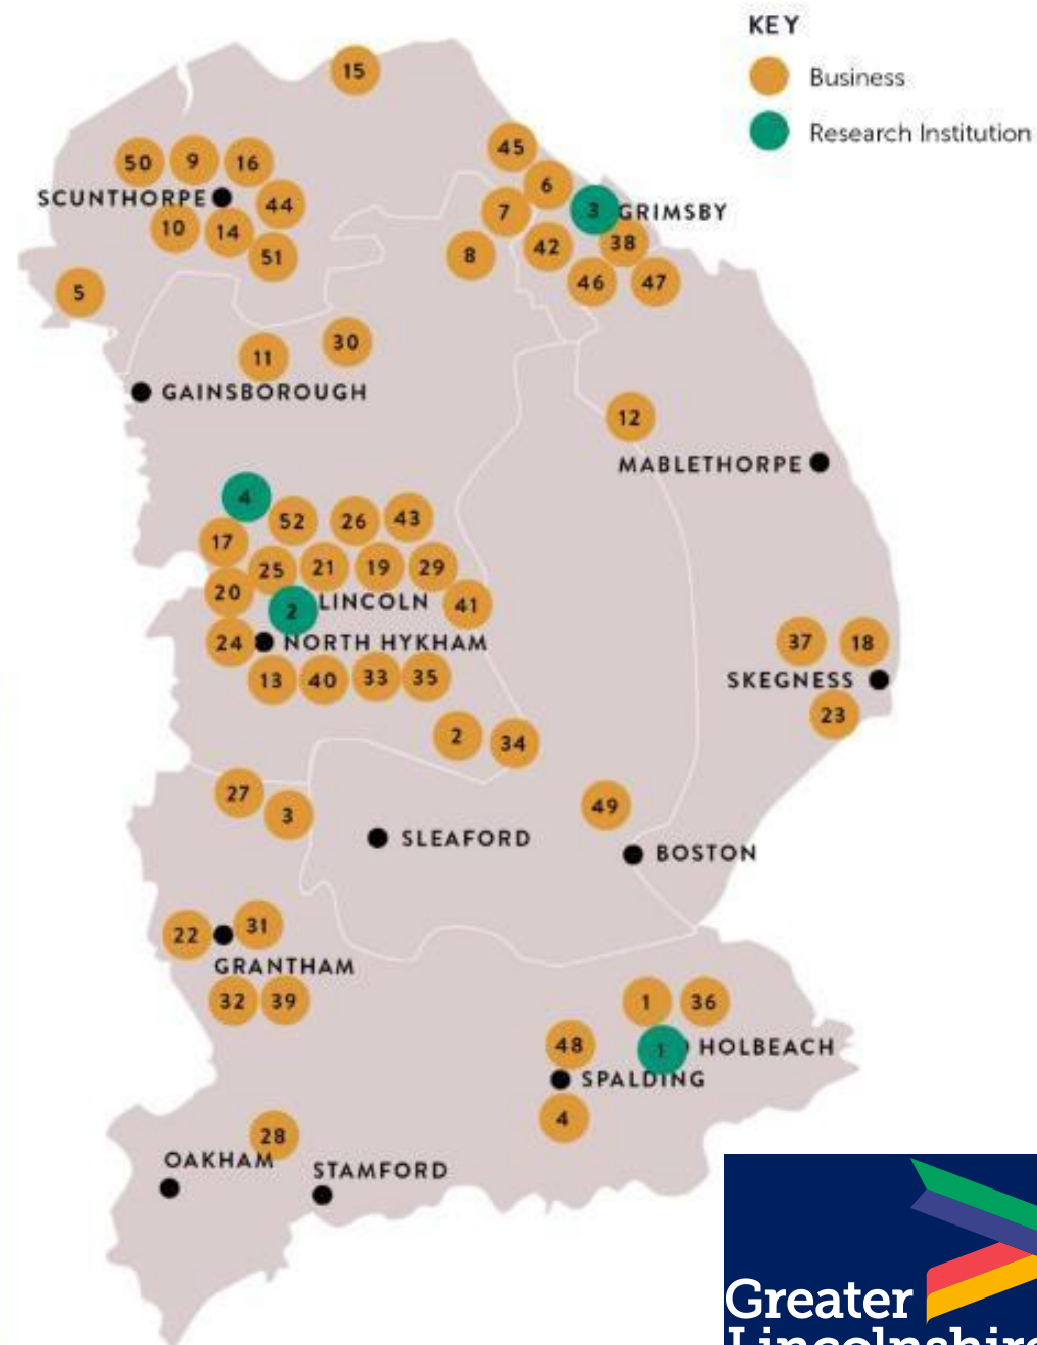 KEY
Business
Research Institution
15
45
50 9 16
6
SCUNTHORPE
44
7
3
GRIMSBY
10 14
42
38
51
8
46 47
5
30
11
GAINSBOROUGH
12
MABLETHORPE
4
52 26 43
17
25 21 19 29
20
LINCOLN
41
2
24
NORTH HYKHAM
37 18
13 40 33 35
SKEGNESS
23
2 34
27
49
3
SLEAFORD
BOSTON
22
31
GRANTHAM
32 39
1 36
48
1
HOLBEACH
SPALDING
4
28
OAKHAM
STAMFORD
Greater
Lincolnshire